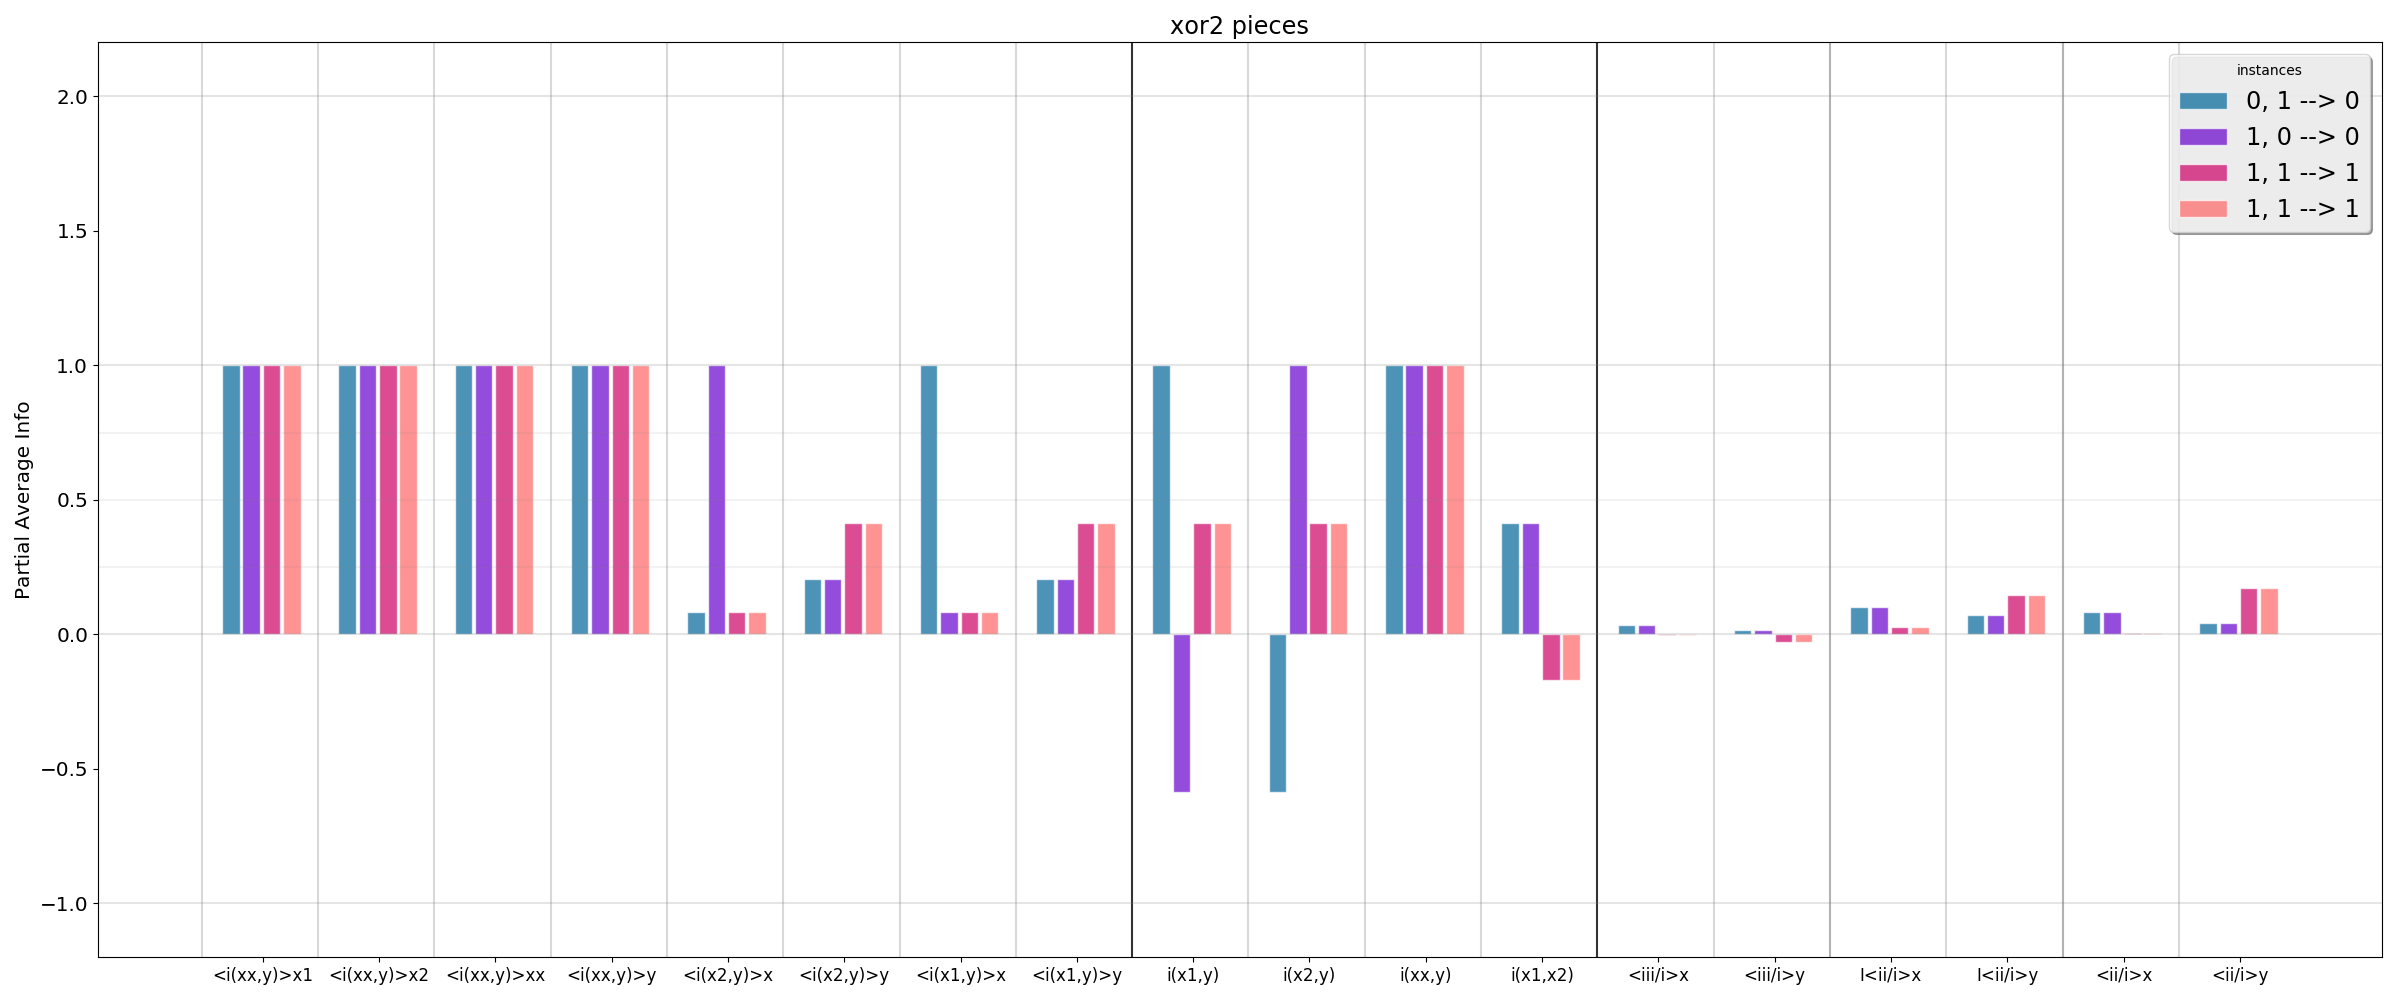 xor2 pieces
instances
0, 1 --> 0
1, 0 --> 0
1, 1 --> 1
1, 1 --> 1
Partial Average Info
2.0
1.5
1.0
0.5
0.0
−0.5
−1.0
<i(xx,y)>x1 <i(xx,y)>x2 <i(xx,y)>xx <i(xx,y)>y <i(x2,y)>x <i(x2,y)>y <i(x1,y)>x <i(x1,y)>y i(x1,y) i(x2,y) i(xx,y) i(x1,x2) <iii/i>x <iii/i>y I<ii/i>x I<ii/i>y <ii/i>x <ii/i>y